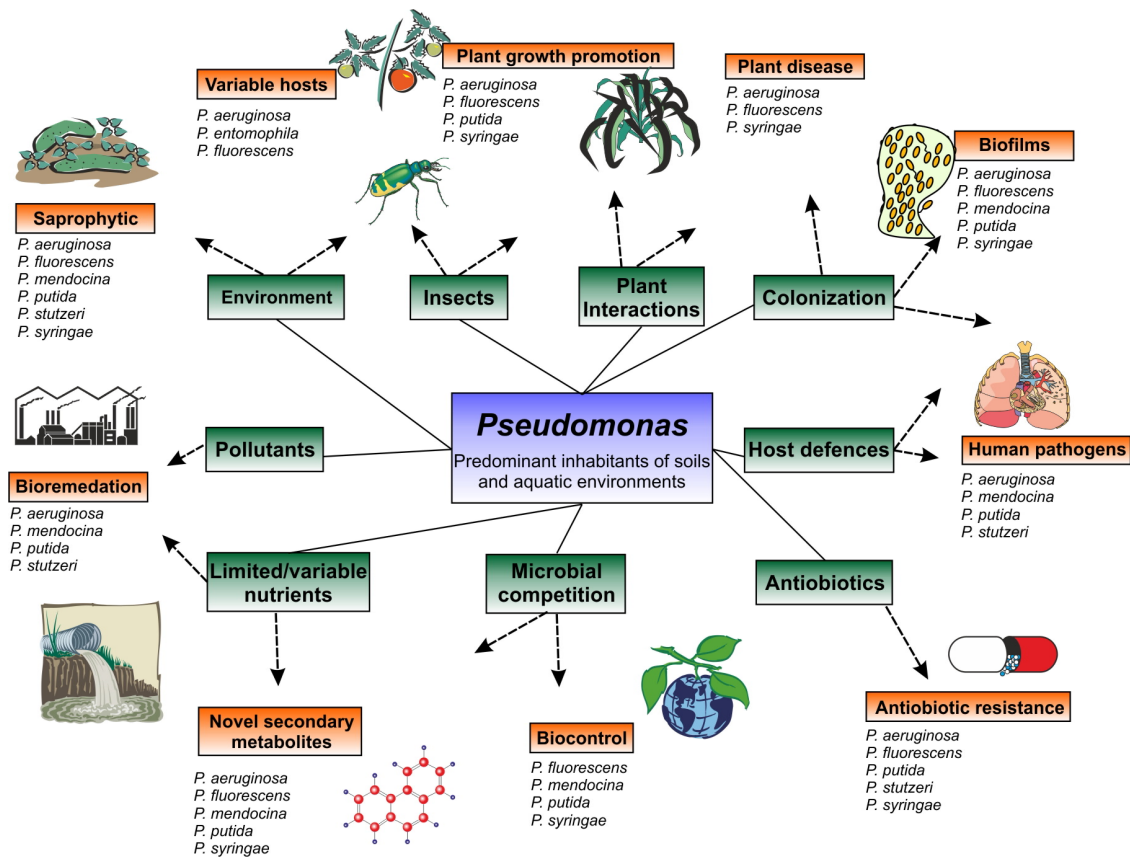 Variable hosts
P. aeruginosa
P. entomophila
P. fluorescens
Plant growth promotion
P. aeruginosa
P. fluorescens
P. putida
P. syringae
Plant disease
P. aeruginosa
P. fluorescens
P. syringae
Biofilms
P. aeruginosa
P. fluorescens
P. mendocina
P. putida
P. syringae
Saprophytic
P. aeruginosa
P. fluorescens
P. mendocina
P. putida
P. stutzeri
P. syringae
Environment
Insects
Plant
Interactions
Colonization
Pseudomonas
Predominant inhabitants of soils
and aquatic environments
Pollutants
Host defences
Human pathogens
P. aeruginosa
P. mendocina
P. putida
P. stutzeri
Bioremedation
P. aeruginosa
P. mendocina
P. putida
P. stutzeri
Limited/variable
nutrients
Microbial
competition
Antiobiotics
Novel secondary
metabolites
P. aeruginosa
P. fluorescens
P. mendocina
P. putida
P. syringae
Biocontrol
P. fluorescens
P. mendocina
P. putida
P. syringae
Antiobiotic resistance
P. aeruginosa
P. fluorescens
P. putida
P. stutzeri
P. syringae